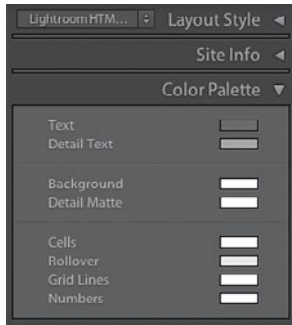 Lightroom HTM... Layout Style
Site Info
Color Palette
Text
Detail Text
Background
Detail Matte
Cells
Rollover
Grid Lines
Numbers